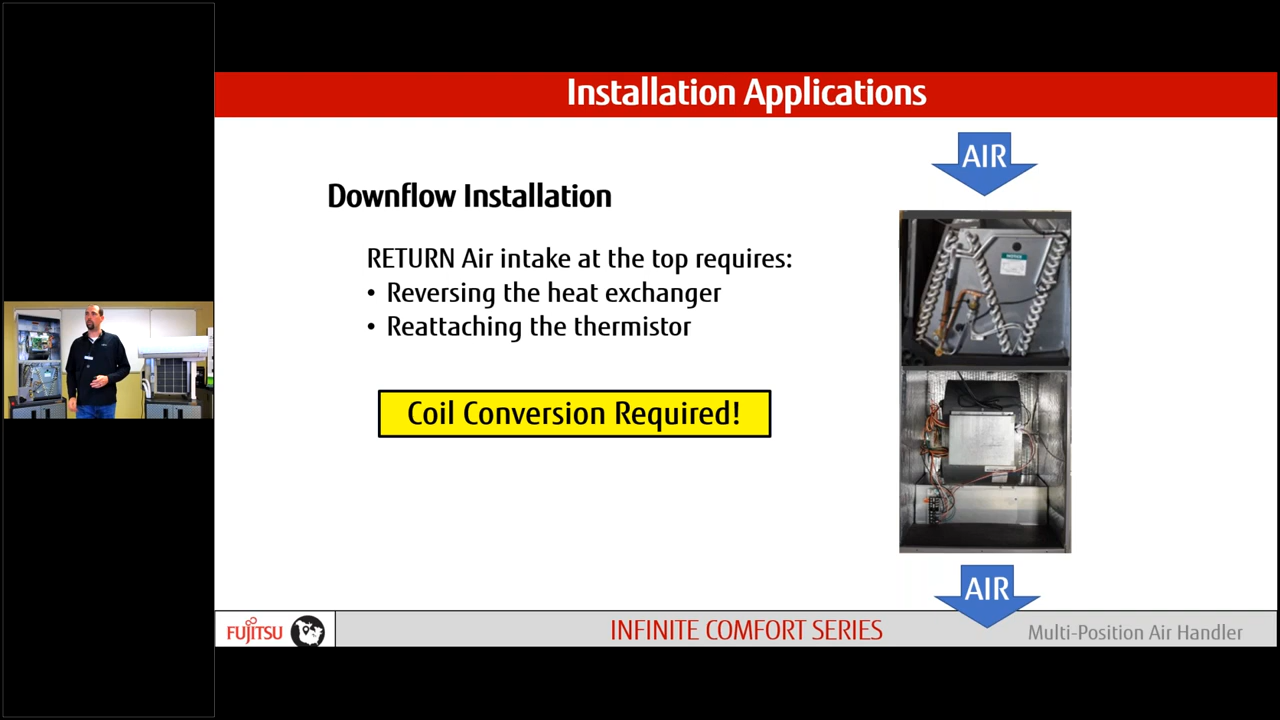 Installation Applications
AIR
Downflow Installation
RETURN Air intake at the top requires:
• Reversing the heat exchanger
• Reattaching the thermistor
Coil Conversion Required!
AIR
FUJITSU
INFINITE COMFORT SERIES
Multi-Position Air Handler